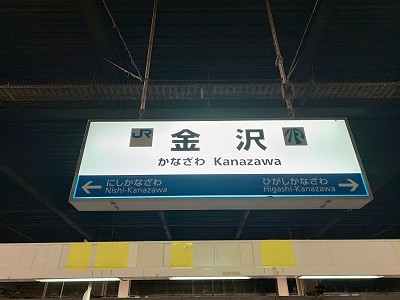 JR 金沢 IR
かなざわ Kanazawa
にしかなざわ ひがしかなざわ
Nishi-Kanazawa Higashi-Kanazawa